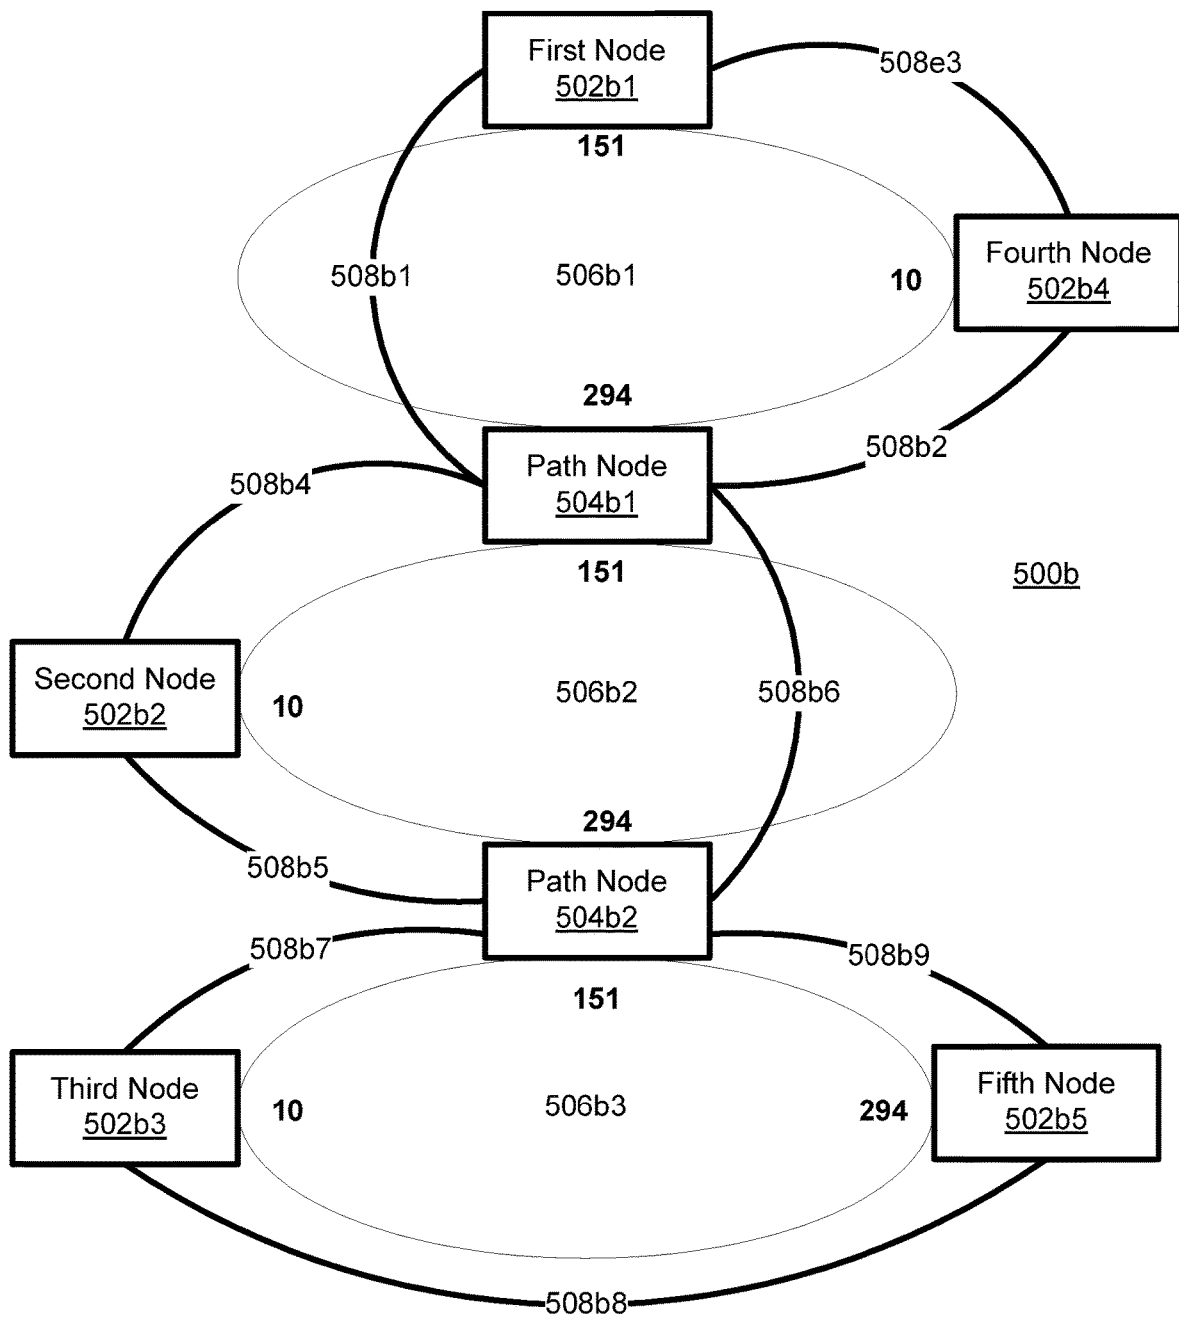 First Node
502b1
508e3
151
Fourth Node
502b4
508b1
506b1
10
294
508b2
Path Node
504b1
508b4
151
500b
Second Node
502b2
10
506b2
508b6
294
508b5
Path Node
504b2
508b7
508b9
151
Third Node
502b3
10
506b3
294
Fifth Node
502b5
508b8